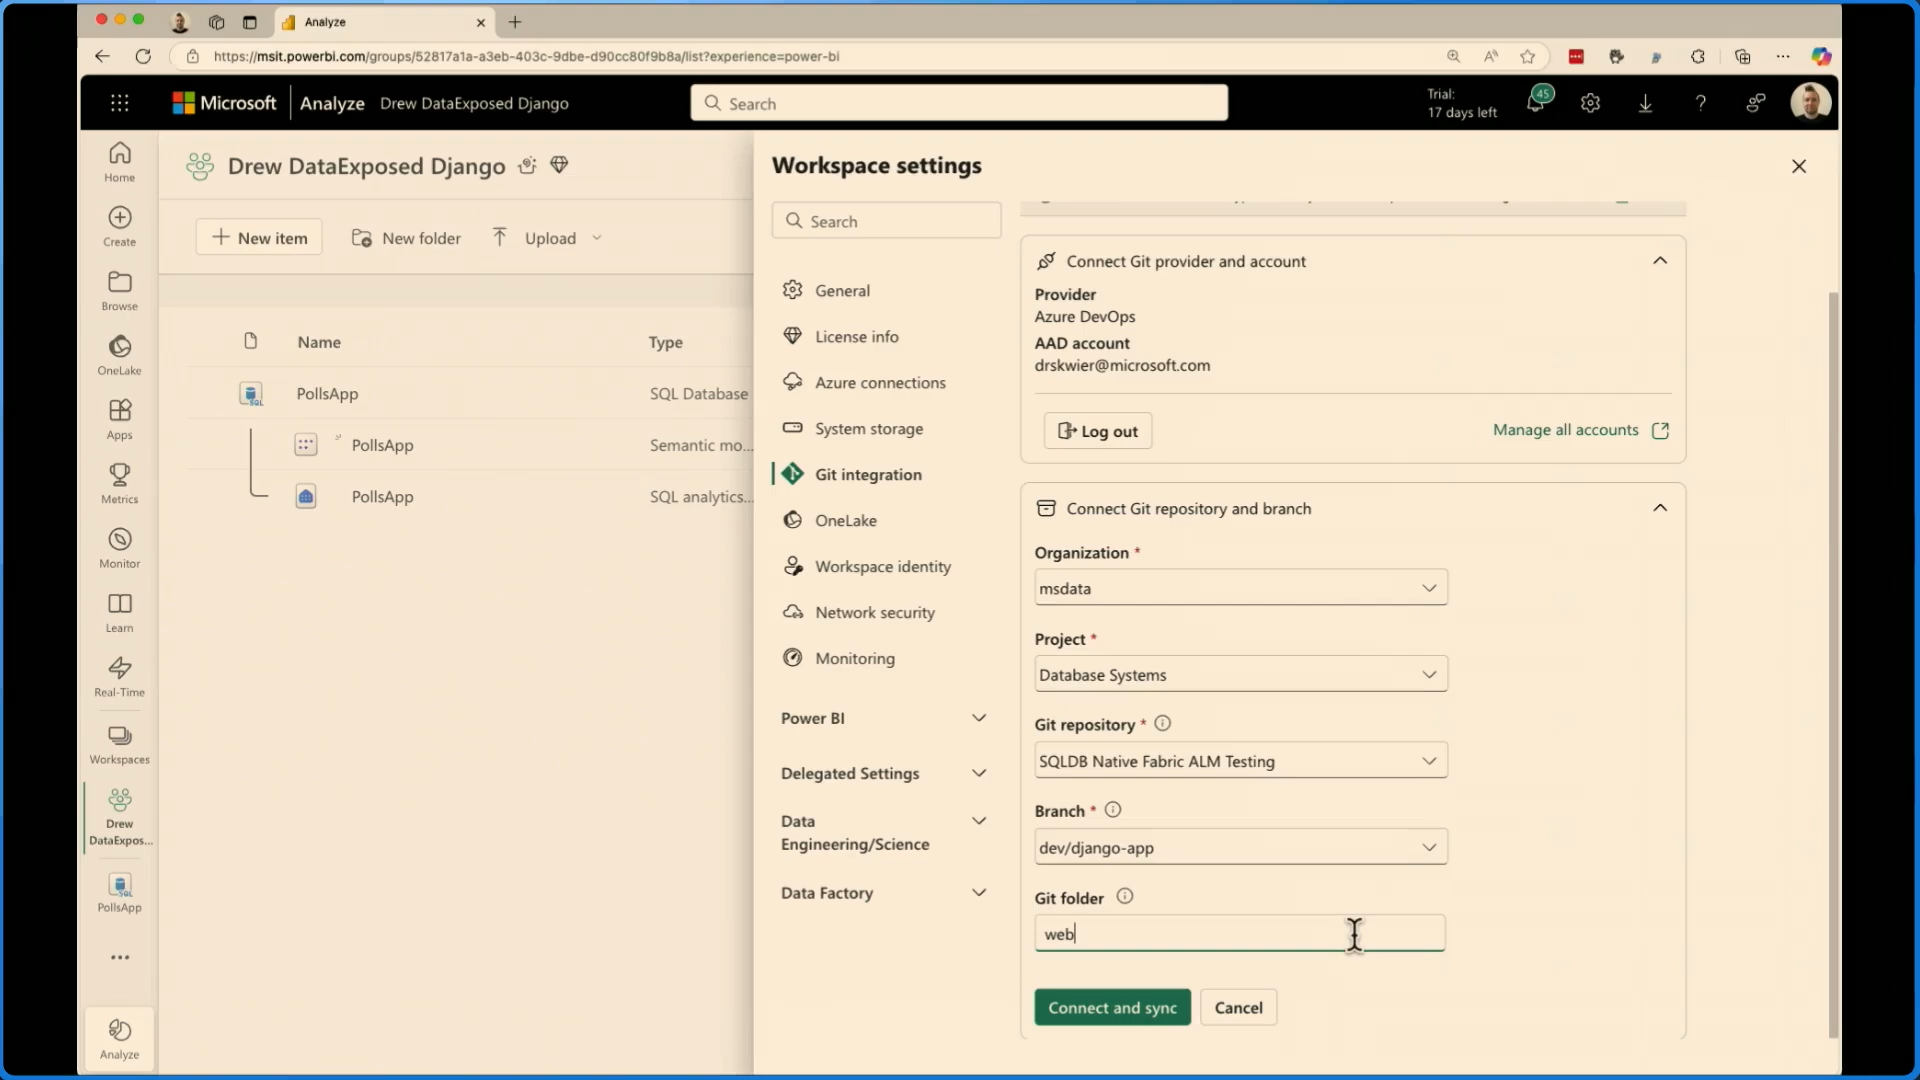 Analyze
https://msit.powerbi.com/groups/52817a1a-a3eb-403c-9dbe-d90cc80f9b8a/list?experience=power-bi
Microsoft
Analyze
Drew DataExposed Django
Search
Trial:
17 days left
45
Home
Create
Browse
OneLake
Apps
Metrics
Monitor
Learn
Real-Time
Workspaces
Drew
DataExpos...
PollsApp
Analyze
Drew DataExposed Django
New item
New folder
Upload
Name
Type
PollsApp
SQL Database
PollsApp
Semantic mo...
PollsApp
SQL analytics...
Workspace settings
Search
General
License info
Azure connections
System storage
Git integration
OneLake
Workspace identity
Network security
Monitoring
Power BI
Delegated Settings
Data
Engineering/Science
Data Factory
Connect Git provider and account
Provider
Azure DevOps
AAD account
drskwier@microsoft.com
Log out
Manage all accounts
Connect Git repository and branch
Organization *
msdata
Project *
Database Systems
Git repository *
SQLDB Native Fabric ALM Testing
Branch *
dev/django-app
Git folder
web
Connect and sync
Cancel